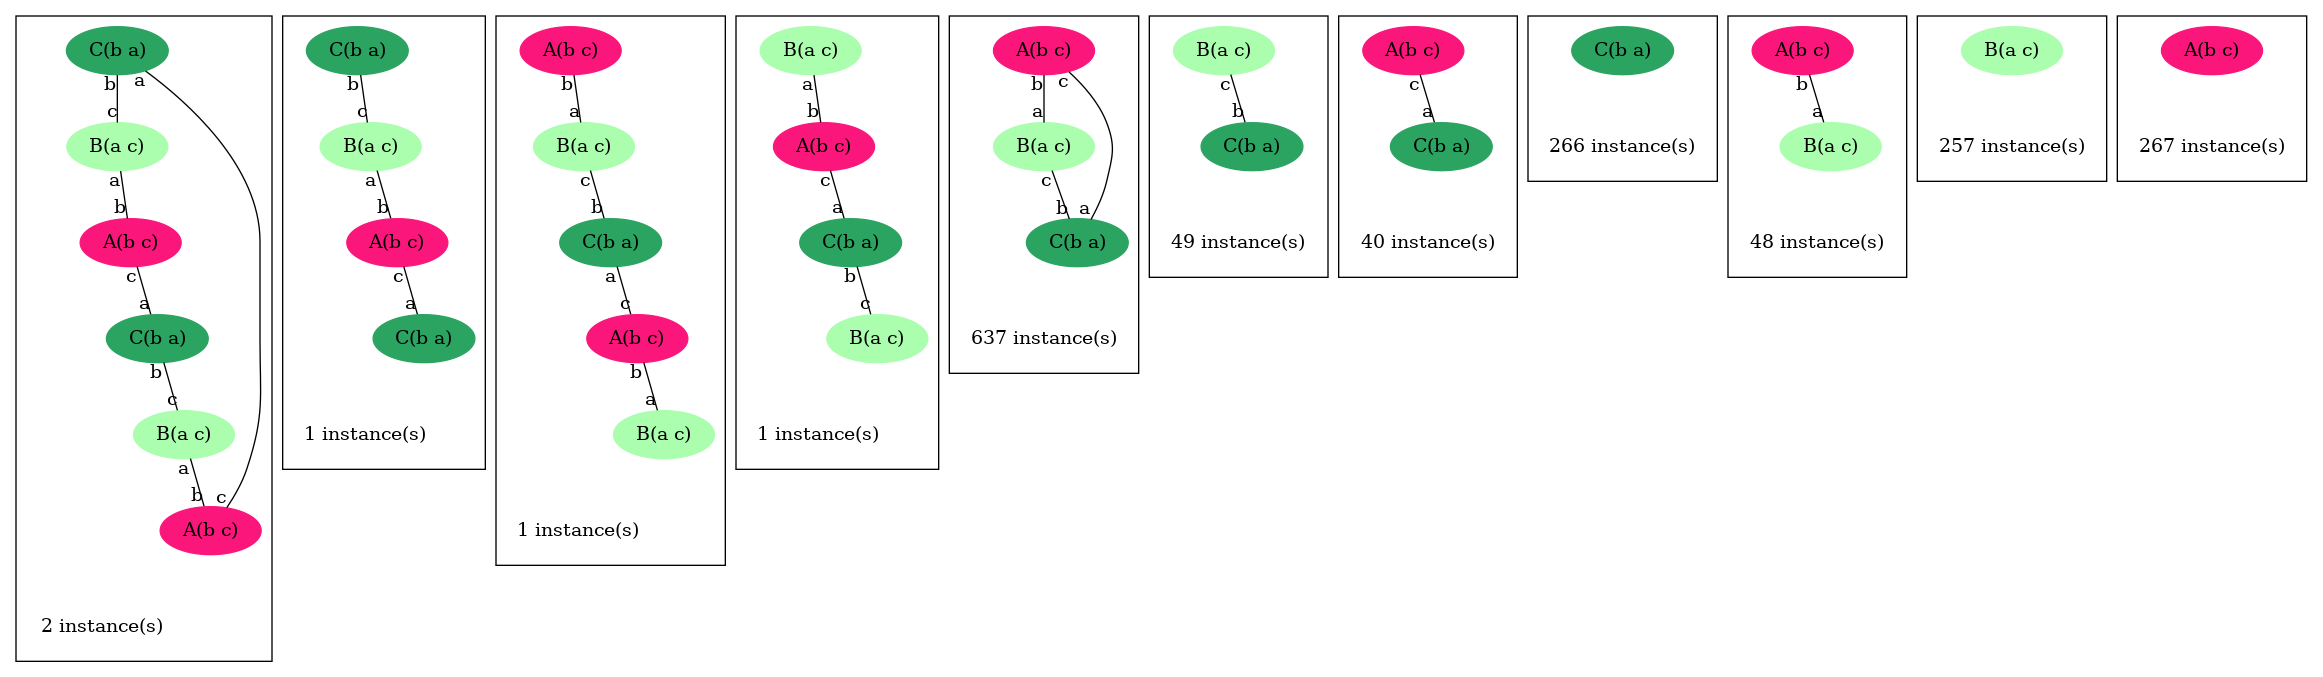 C(b a)
b a
c
B(a c)
a
b
A(b c)
c
a
C(b a)
b
c
B(a c)
a
b c
A(b c)
2 instance(s)
C(b a)
b
c
B(a c)
a
b
A(b c)
c
a
C(b a)
1 instance(s)
A(b c)
b
a
B(a c)
c
b
C(b a)
a
c
A(b c)
b
a
B(a c)
1 instance(s)
B(a c)
a
b
A(b c)
c
a
C(b a)
b
c
B(a c)
1 instance(s)
A(b c)
b c
a
B(a c)
c
b a
C(b a)
637 instance(s)
B(a c)
c
b
C(b a)
49 instance(s)
A(b c)
c
a
C(b a)
40 instance(s)
C(b a)
266 instance(s)
A(b c)
b
a
B(a c)
48 instance(s)
B(a c)
257 instance(s)
A(b c)
267 instance(s)